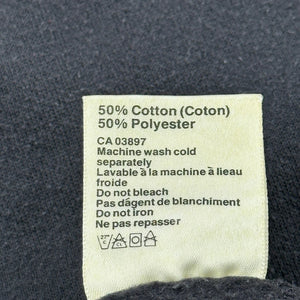 50% Cotton (Coton)
50% Polyester
CA 03897
Machine wash cold
separately
Lavable à la machine à lieau
froide
Do not bleach
Pas dágent de blanchiment
Do not iron
Ne pas repasser